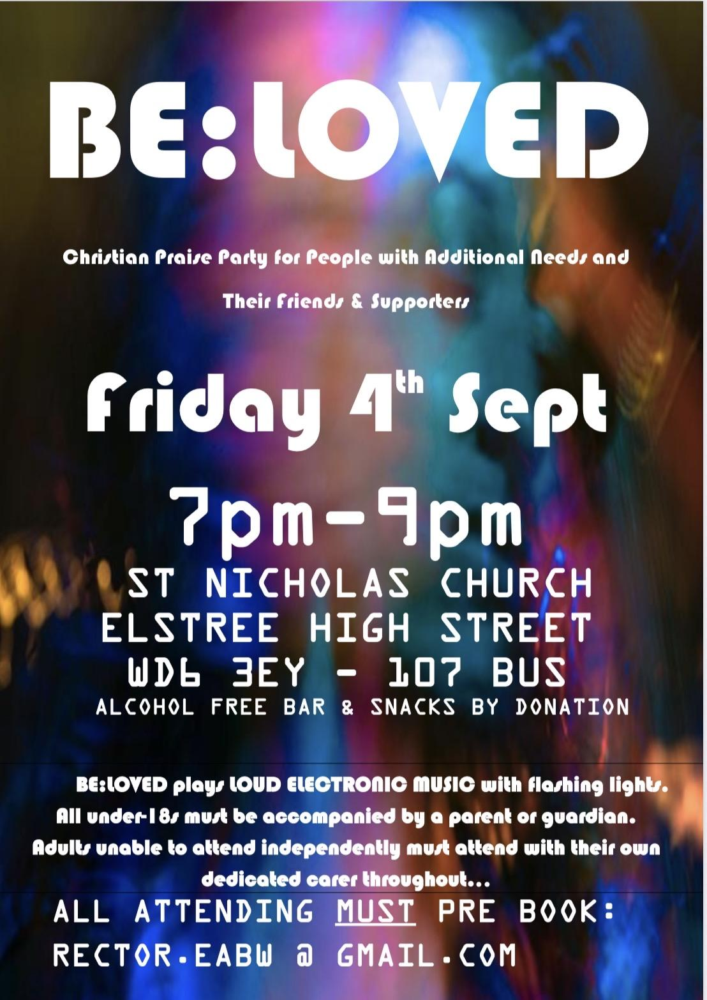 BE:LOVED
Christian Praise Party for People with Additional Needs and
Their Friends & Supporters
Friday 4th Sept
7pm-9pm
ST NICHOLAS CHURCH
ELSTREE HIGH STREET
WD6 3EY - 107 BUS
ALCOHOL FREE BAR & SNACKS BY DONATION
BE:LOVED plays LOUD ELECTRONIC MUSIC with flashing lights.
All under-18s must be accompanied by a parent or guardian.
Adults unable to attend independently must attend with their own
dedicated carer throughout...
ALL ATTENDING MUST PRE BOOK:
RECTOR.EABW @ GMAIL.COM